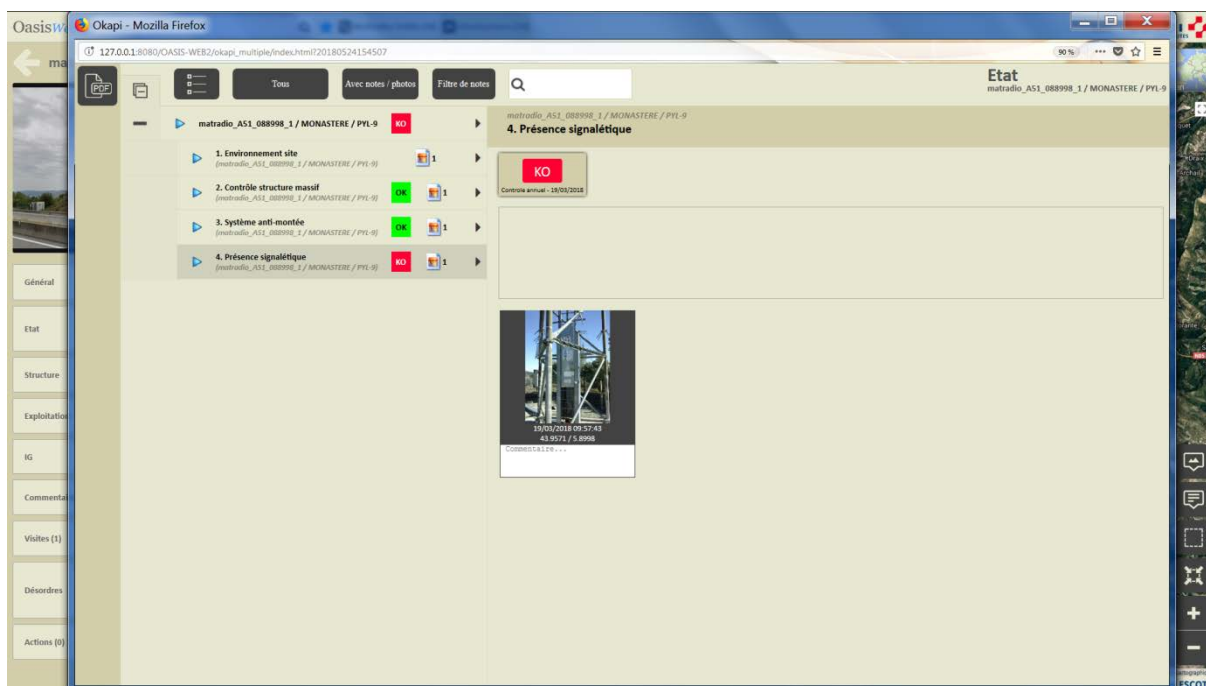 Okapi - Mozilla Firefox
127.0.0.1:8080/OASIS-WEB2/okapi_multiple/index.html?20180524154507
90 %
Oasis
ma
PDF
Tous
Avec notes / photos
Filtre de notes
Etat
matradio_A51_088998_1 / MONASTERE / PYL-9
matradio_A51_088998_1 / MONASTERE / PYL-9
KO
1. Environnement site
(matradio_A51_088998_1 / MONASTERE / PYL-9)
1
2. Contrôle structure massif
(matradio_A51_088998_1 / MONASTERE / PYL-9)
OK
1
3. Système anti-montée
(matradio_A51_088998_1 / MONASTERE / PYL-9)
OK
1
4. Présence signalétique
(matradio_A51_088998_1 / MONASTERE / PYL-9)
KO
1
matradio_A51_088998_1 / MONASTERE / PYL-9
4. Présence signalétique
KO
Controle annuel - 19/03/2018
19/03/2018 09:57:43
43.9571 / 5.8998
Commentaire...
Général
Etat
Structure
Exploitation
IG
Commentai
Visites (1)
Désordres
Actions (0)
ESCOT